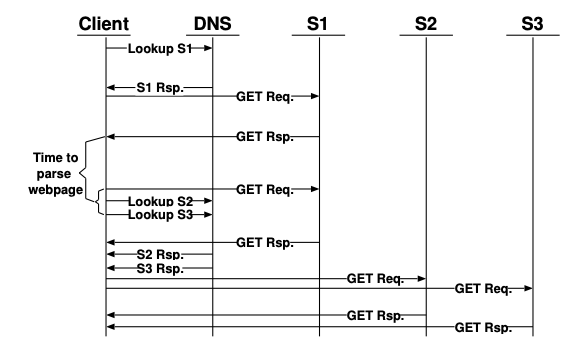 Client DNS S1 S2 S3
Lookup S1
S1 Rsp.
GET Req.
GET Rsp.
Time to
parse
webpage
GET Req.
Lookup S2
Lookup S3
GET Rsp.
S2 Rsp.
S3 Rsp.
GET Req.
GET Req.
GET Rsp.
GET Rsp.